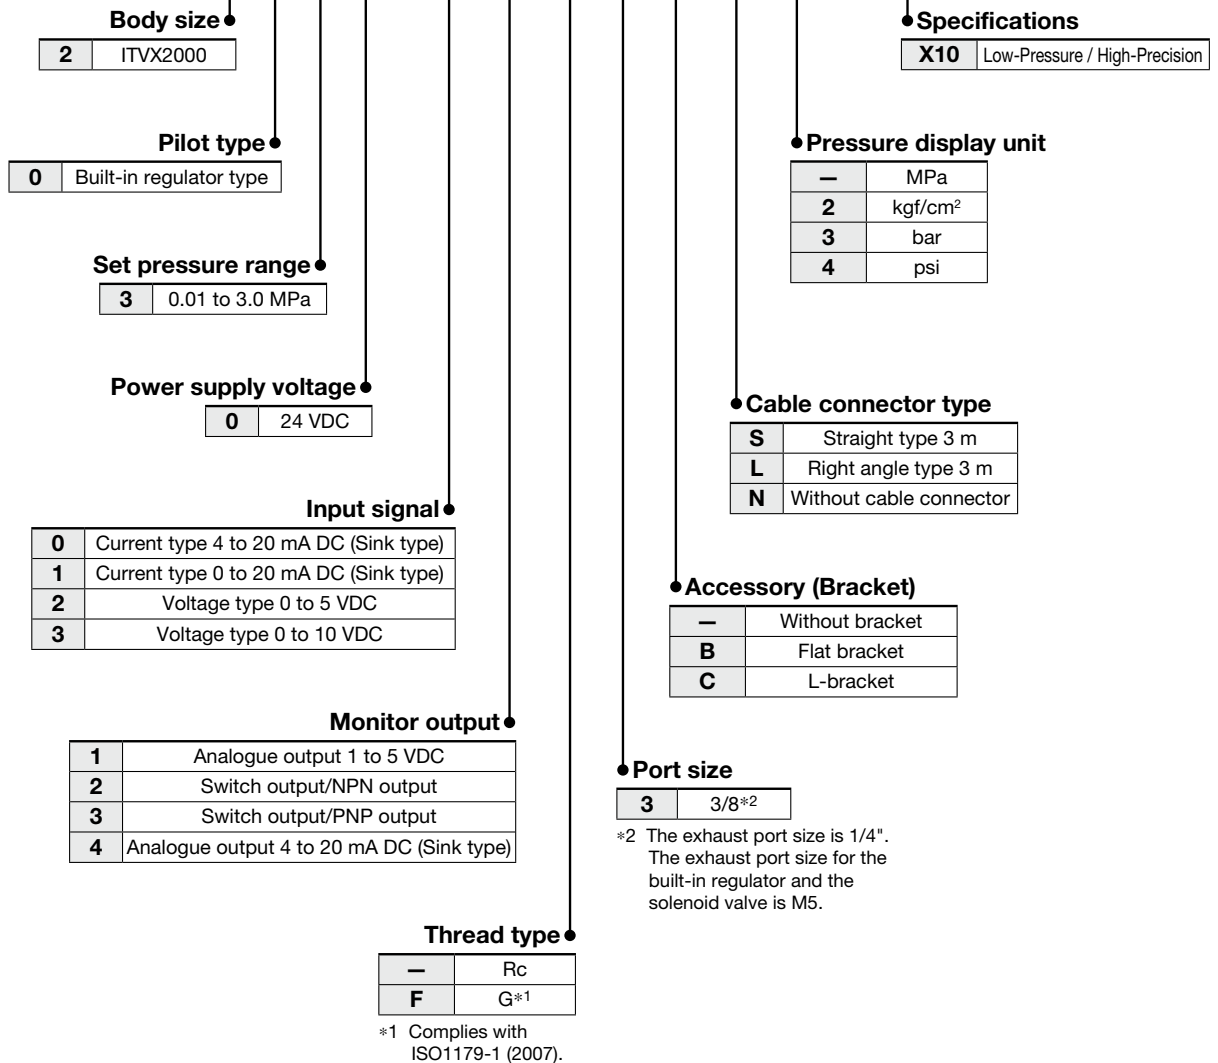 Body size
2 ITVX2000
Pilot type
0 Built-in regulator type
Set pressure range
3 0.01 to 3.0 MPa
Power supply voltage
0 24 VDC
Input signal
0 Current type 4 to 20 mA DC (Sink type)
1 Current type 0 to 20 mA DC (Sink type)
2 Voltage type 0 to 5 VDC
3 Voltage type 0 to 10 VDC
Monitor output
1 Analogue output 1 to 5 VDC
2 Switch output/NPN output
3 Switch output/PNP output
4 Analogue output 4 to 20 mA DC (Sink type)
Thread type
— Rc
F G*1
*1 Complies with
ISO1179-1 (2007).
Specifications
X10 Low-Pressure / High-Precision
Pressure display unit
— MPa
2 kgf/cm²
3 bar
4 psi
Cable connector type
S Straight type 3 m
L Right angle type 3 m
N Without cable connector
Accessory (Bracket)
— Without bracket
B Flat bracket
C L-bracket
Port size
3 3/8*2
*2 The exhaust port size is 1/4".
The exhaust port size for the
built-in regulator and the
solenoid valve is M5.